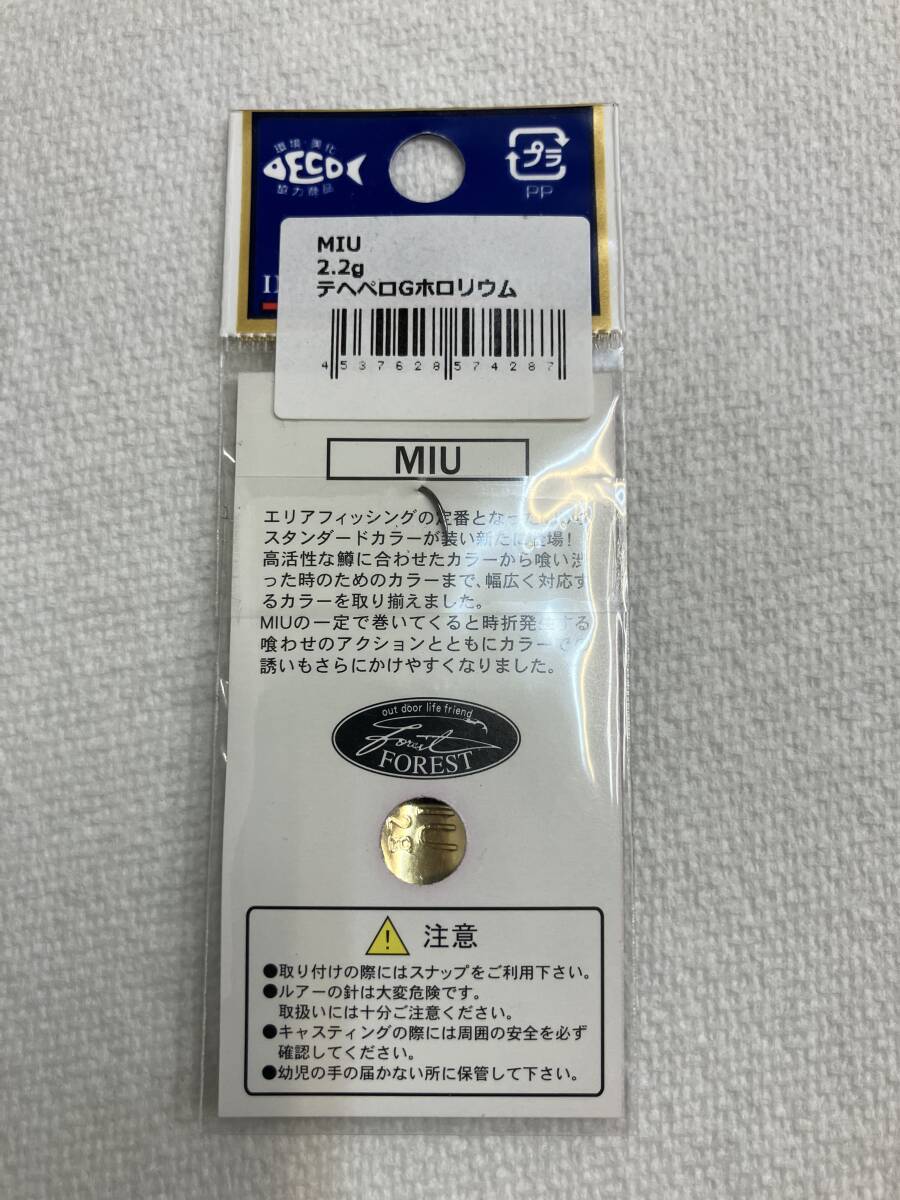 環境・美化
ECO
協力商品
プラ
PP
MIU
2.2g
テヘペロGホロリウム
4 537628 574287
MIU
エリアフィッシングの定番となった
スタンダードカラーが装い新たに登場!
高活性な鱒に合わせたカラーから喰い渋
った時のためのカラーまで、幅広く対応す
るカラーを取り揃えました。
MIUの一定で巻いてくると時折発生する
喰わせのアクションとともにカラーでの
誘いもさらにかけやすくなりました。
out door life friend
Forest
FOREST
MIU
注意
●取り付けの際にはスナップをご利用下さい。
●ルアーの針は大変危険です。
取扱いには十分ご注意ください。
●キャスティングの際には周囲の安全を必ず
確認してください。
●幼児の手の届かない所に保管して下さい。